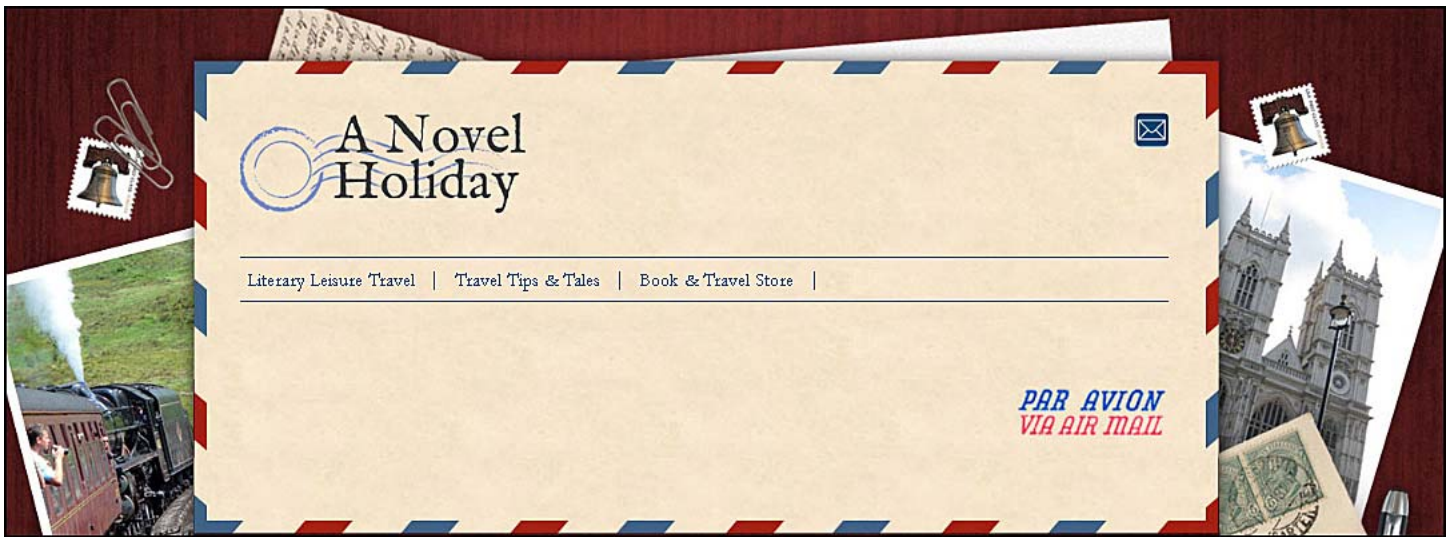 A Novel
Holiday
Literary Leisure Travel | Travel Tips & Tales | Book & Travel Store |
PAR AVION
VIA AIR MAIL